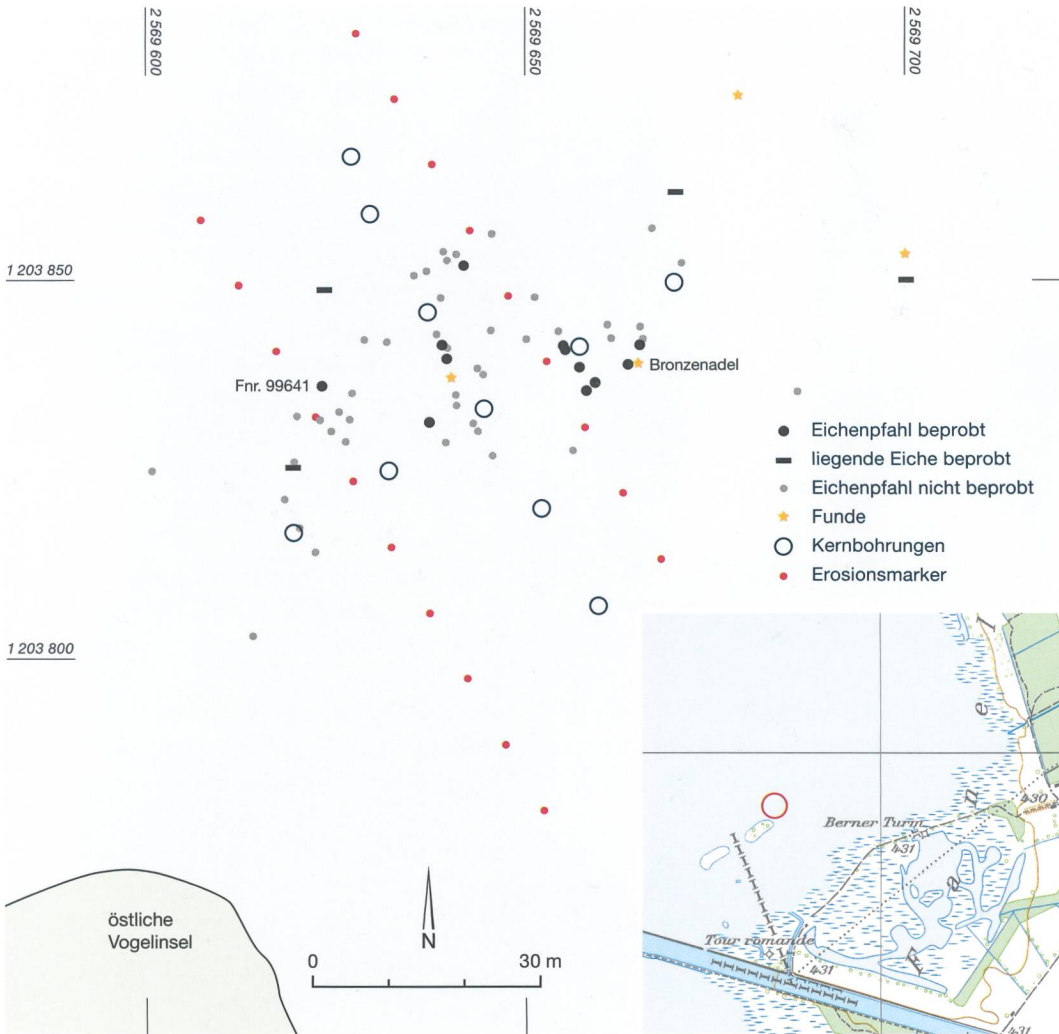 2 569 600
2 569 650
2 569 700
1 203 850
Fnr. 99641
Bronzenadel
Eichenpfahl beprobt
liegende Eiche beprobt
Eichenpfahl nicht beprobt
Funde
Kernbohrungen
Erosionsmarker
1 203 800
östliche
Vogelinsel
N
0 30 m
430
Berner Turm
431
Tour romande
431
431
F a n e l